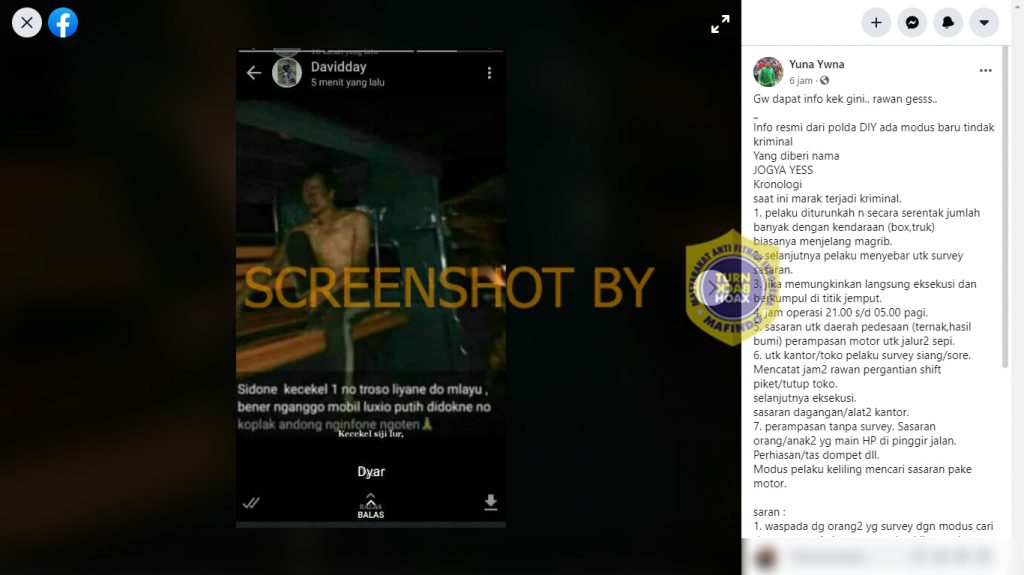 Davidday
5 menit yang lalu
Sidone kecekel 1 no troso liyane do mlayu ,
bener nganggo mobil luxio putih didokne no
koplak andong nginfone ngoten🙏
Kecekel siji lur,
Dyar
BALAS
BALAS
SCREENSHOT BY
MASYARAKAT ANTI FITNAH
TURN
BACK
HOAX
MAFINDO
Yuna Ywna
6 jam ·
Gw dapat info kek gini.. rawan gesss..
_
Info resmi dari polda DIY ada modus baru tindak
kriminal
Yang diberi nama
JOGYA YESS
Kronologi
saat ini marak terjadi kriminal.
1. pelaku diturunkah n secara serentak jumlah
banyak dengan kendaraan (box,truk)
biasanya menjelang magrib.
2. selanjutnya pelaku menyebar utk survey
sasaran.
3. jika memungkinkan langsung eksekusi dan
berkumpul di titik jemput.
4. jam operasi 21.00 s/d 05.00 pagi.
5. sasaran utk daerah pedesaan (ternak,hasil
bumi) perampasan motor utk jalur2 sepi.
6. utk kantor/toko pelaku survey siang/sore.
Mencatat jam2 rawan pergantian shift
piket/tutup toko.
selanjutnya eksekusi.
sasaran dagangan/alat2 kantor.
7. perampasan tanpa survey. Sasaran
orang/anak2 yg main HP di pinggir jalan.
Perhiasan/tas dompet dll.
Modus pelaku keliling mencari sasaran pake
motor.
saran :
1. waspada dg orang2 yg survey dgn modus cari